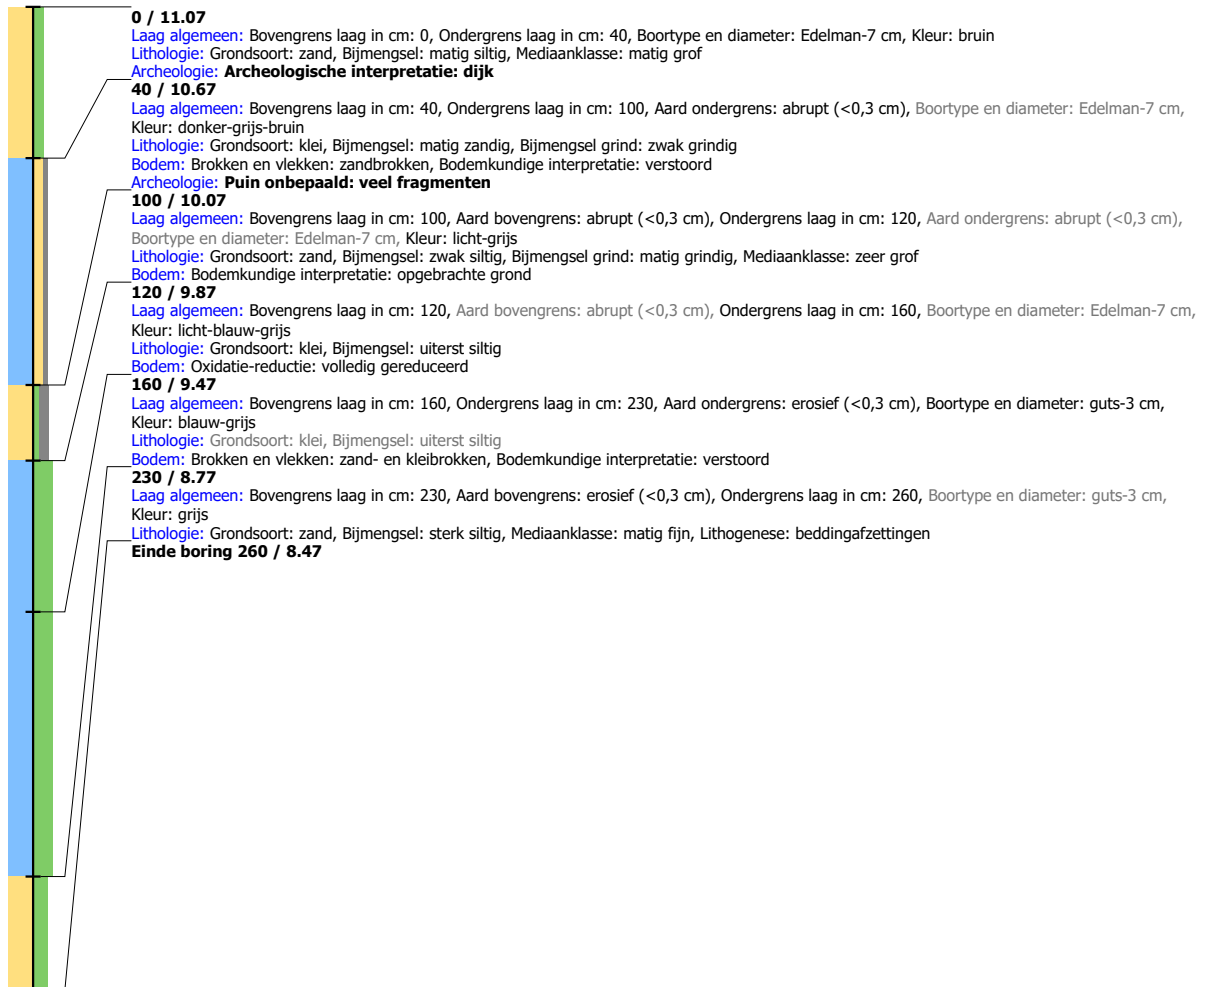 0 / 11.07
Laag algemeen: Bovengrens laag in cm: 0, Ondergrens laag in cm: 40, Boortype en diameter: Edelman-7 cm, Kleur: bruin
Lithologie: Grondsoort: zand, Bijmengsel: matig siltig, Mediaanklasse: matig grof
Archeologie: Archeologische interpretatie: dijk
40 / 10.67
Laag algemeen: Bovengrens laag in cm: 40, Ondergrens laag in cm: 100, Aard ondergrens: abrupt (<0,3 cm), Boortype en diameter: Edelman-7 cm,
Kleur: donker-grijs-bruin
Lithologie: Grondsoort: klei, Bijmengsel: matig zandig, Bijmengsel grind: zwak grindig
Bodem: Brokken en vlekken: zandbrokken, Bodemkundige interpretatie: verstoord
Archeologie: Puin onbepaald: veel fragmenten
100 / 10.07
Laag algemeen: Bovengrens laag in cm: 100, Aard bovengrens: abrupt (<0,3 cm), Ondergrens laag in cm: 120, Aard ondergrens: abrupt (<0,3 cm),
Boortype en diameter: Edelman-7 cm, Kleur: licht-grijs
Lithologie: Grondsoort: zand, Bijmengsel: zwak siltig, Bijmengsel grind: matig grindig, Mediaanklasse: zeer grof
Bodem: Bodemkundige interpretatie: opgebrachte grond
120 / 9.87
Laag algemeen: Bovengrens laag in cm: 120, Aard bovengrens: abrupt (<0,3 cm), Ondergrens laag in cm: 160, Boortype en diameter: Edelman-7 cm,
Kleur: licht-blauw-grijs
Lithologie: Grondsoort: klei, Bijmengsel: uiterst siltig
Bodem: Oxidatie-reductie: volledig gereduceerd
160 / 9.47
Laag algemeen: Bovengrens laag in cm: 160, Ondergrens laag in cm: 230, Aard ondergrens: erosief (<0,3 cm), Boortype en diameter: guts-3 cm,
Kleur: blauw-grijs
Lithologie: Grondsoort: klei, Bijmengsel: uiterst siltig
Bodem: Brokken en vlekken: zand- en kleibrokken, Bodemkundige interpretatie: verstoord
230 / 8.77
Laag algemeen: Bovengrens laag in cm: 230, Aard bovengrens: erosief (<0,3 cm), Ondergrens laag in cm: 260, Boortype en diameter: guts-3 cm,
Kleur: grijs
Lithologie: Grondsoort: zand, Bijmengsel: sterk siltig, Mediaanklasse: matig fijn, Lithogenese: beddingafzettingen
Einde boring 260 / 8.47